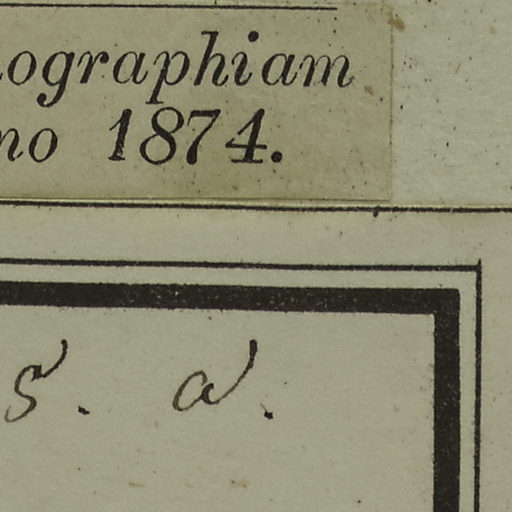 ographiam
no 1874.
s. a.